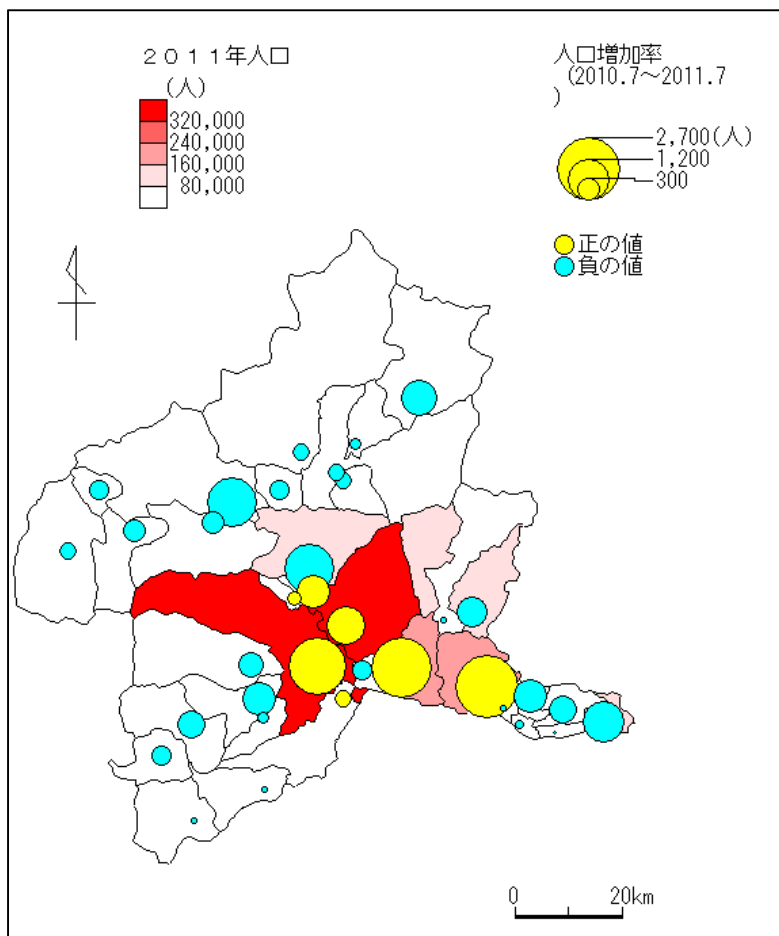 ２０１１年人口
(人)
320,000
240,000
160,000
80,000
人口増加率
(2010.7～2011.7
)
2,700(人)
1,200
300
正の値
負の値
0 20km